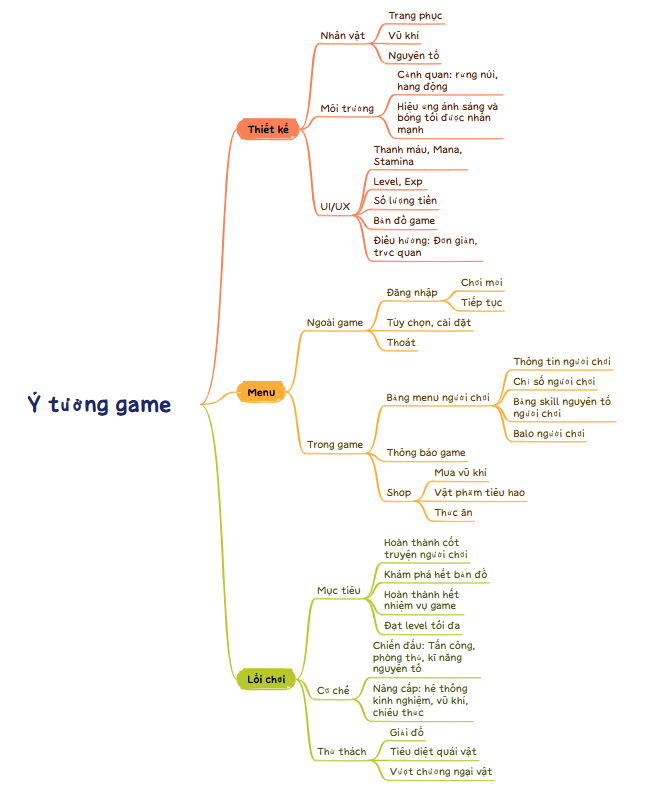 Ý tưởng game
Thiết kế
Nhân vật
Trang phục
Vũ khí
Nguyên tố
Môi trường
Cảnh quan: rừng núi,
hang động
Hiệu ứng ánh sáng và
bóng tối được nhấn
mạnh
UI/UX
Thanh máu, Mana,
Stamina
Level, Exp
Số lượng tiền
Bản đồ game
Điều hướng: Đơn giản,
trực quan
Menu
Ngoài game
Đăng nhập
Chơi mới
Tiếp tục
Tùy chọn, cài đặt
Thoát
Trong game
Bảng menu người chơi
Thông tin người chơi
Chỉ số người chơi
Bảng skill nguyên tố
người chơi
Balo người chơi
Thông báo game
Shop
Mua vũ khí
Vật phẩm tiêu hao
Thức ăn
Lối chơi
Mục tiêu
Hoàn thành cốt
truyện người chơi
Khám phá hết bản đồ
Hoàn thành hết
nhiệm vụ game
Đạt level tối đa
Cơ chế
Chiến đấu: Tấn công,
phòng thủ, kĩ năng
nguyên tố
Nâng cấp: hệ thống
kinh nghiệm, vũ khí,
chiêu thức
Thử thách
Giải đố
Tiêu diệt quái vật
Vượt chướng ngại vật